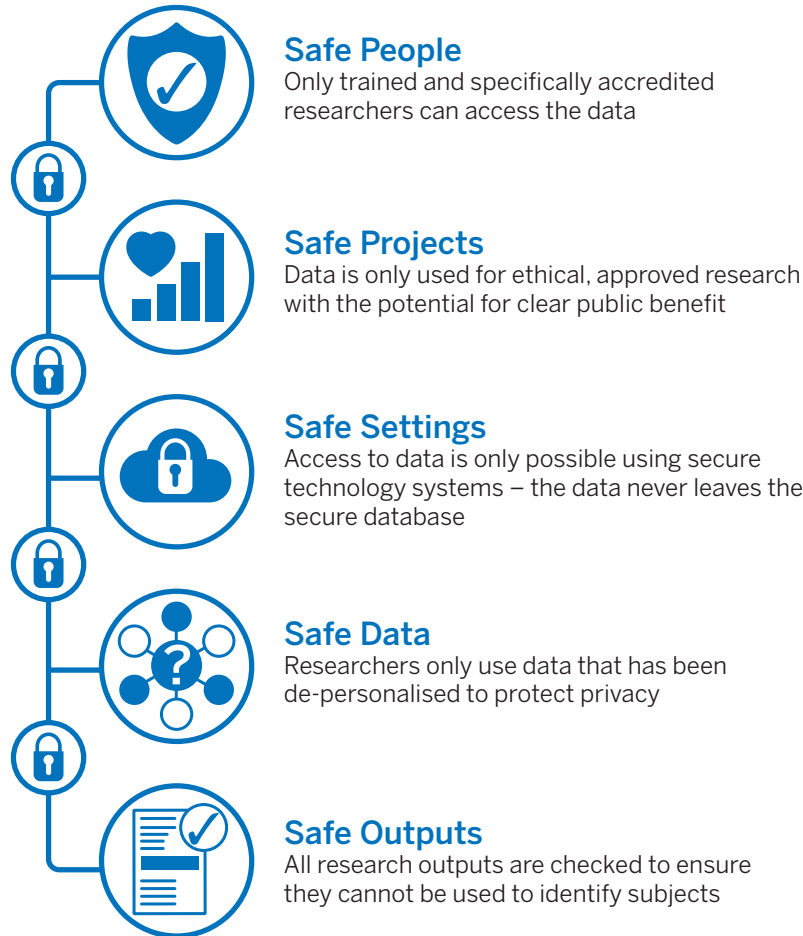 Safe People
Only trained and specifically accredited
researchers can access the data
Safe Projects
Data is only used for ethical, approved research
with the potential for clear public benefit
Safe Settings
Access to data is only possible using secure
technology systems – the data never leaves the
secure database
?
Safe Data
Researchers only use data that has been
de-personalised to protect privacy
Safe Outputs
All research outputs are checked to ensure
they cannot be used to identify subjects